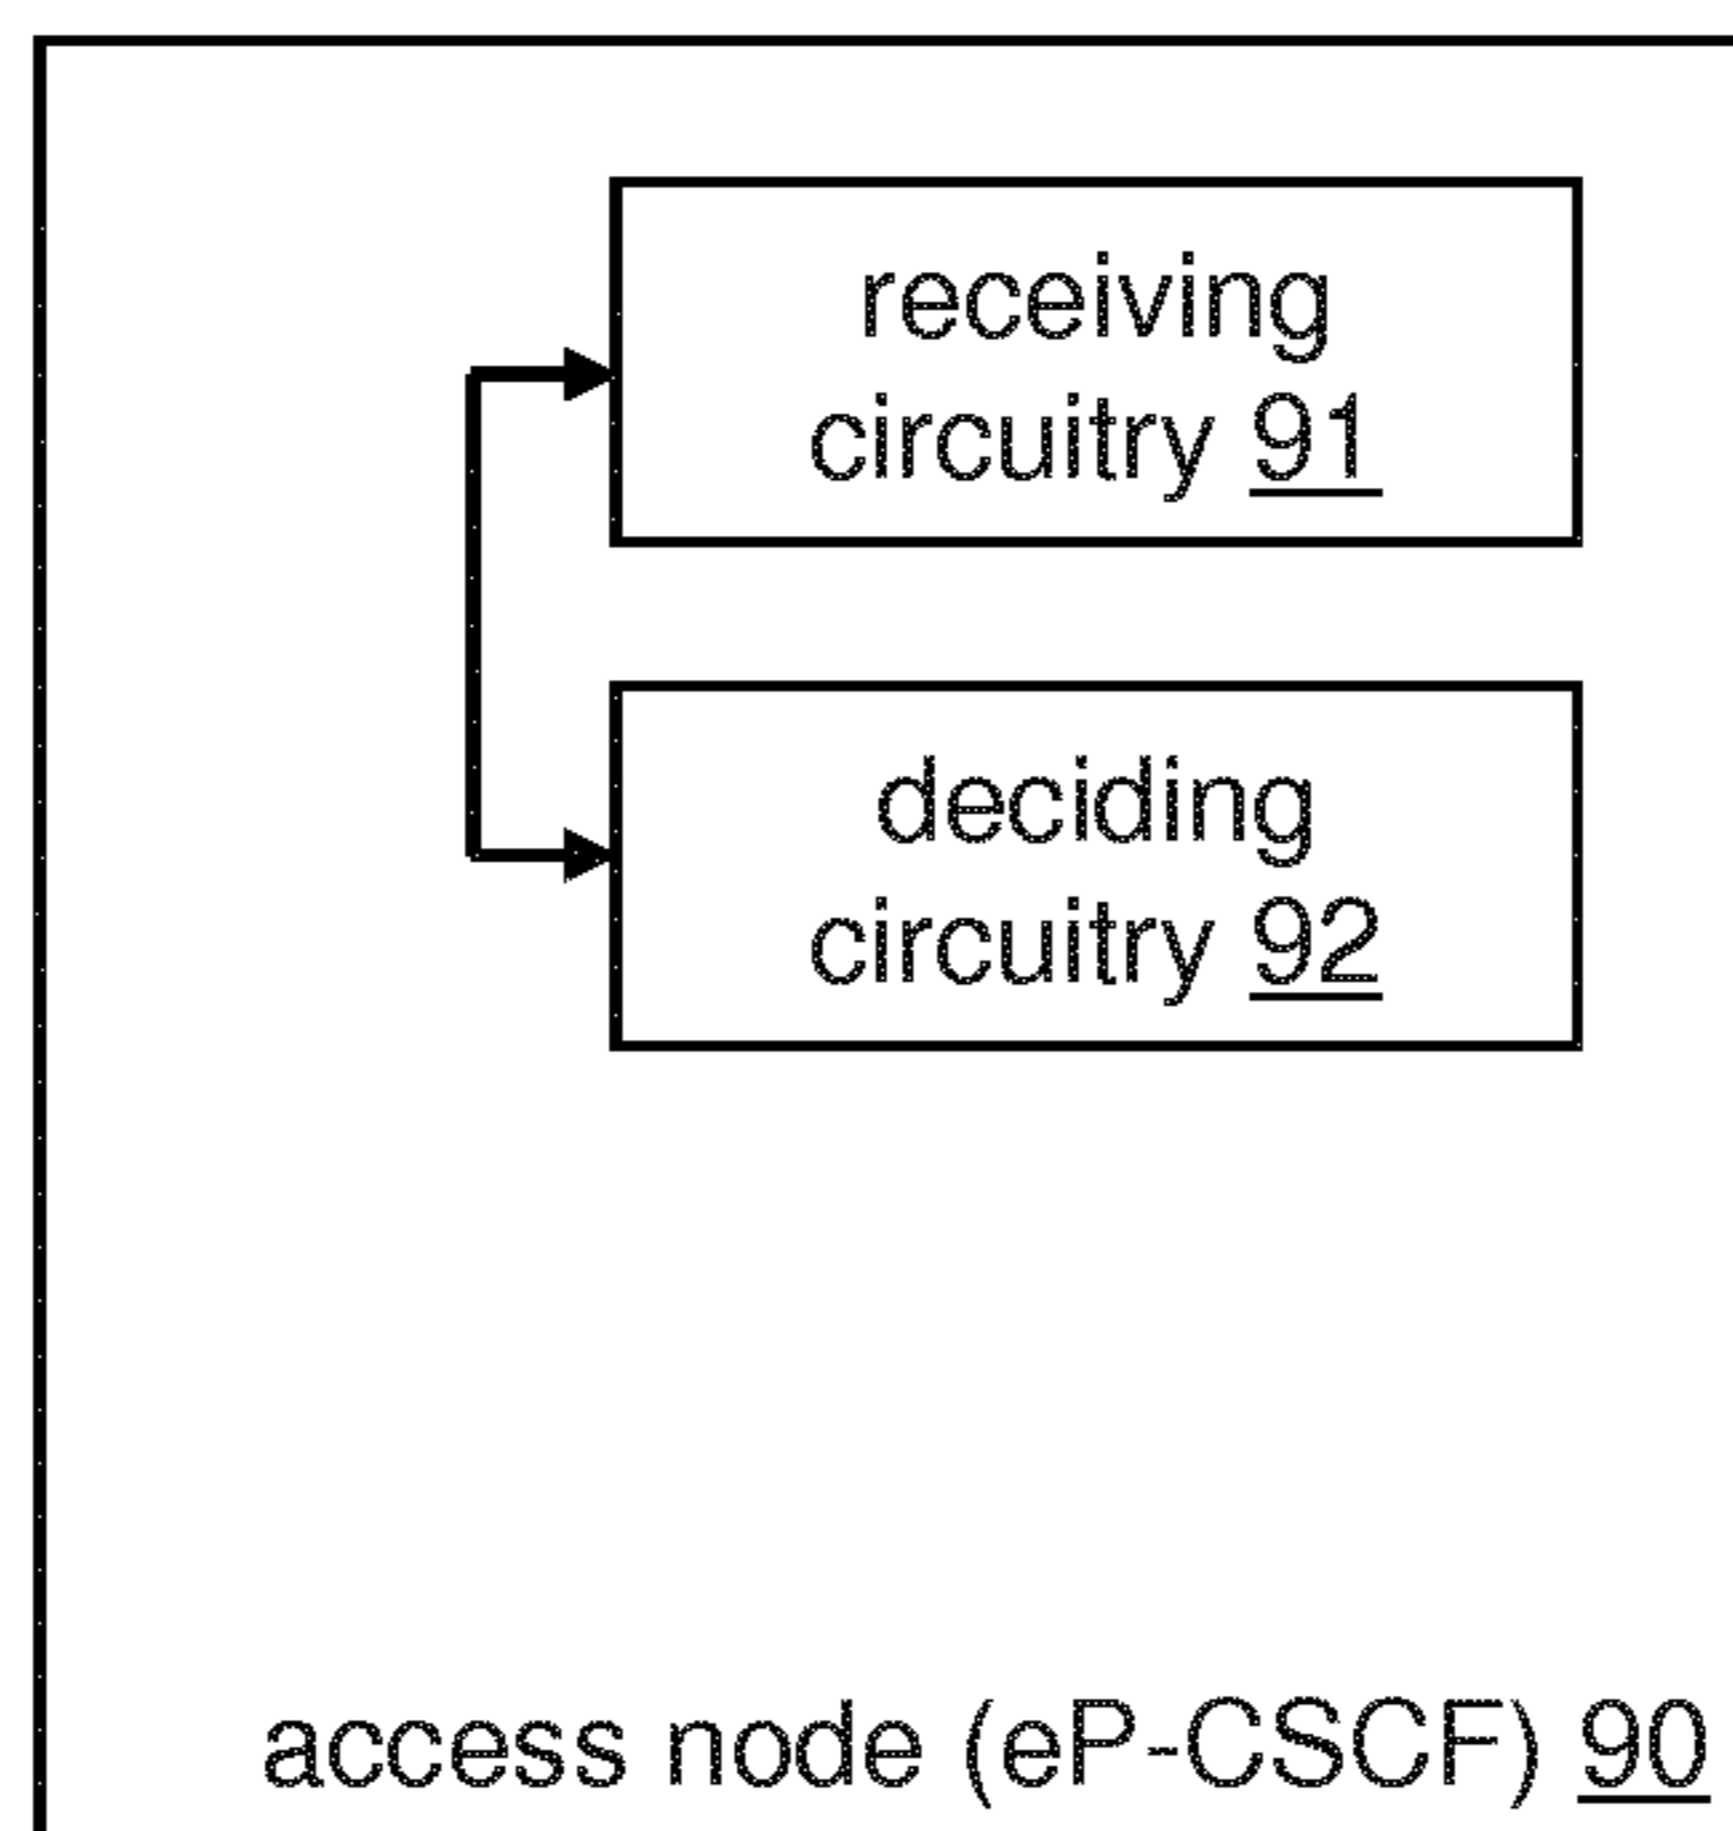 receiving
circuitry 91
deciding
circuitry 92
access node (eP-CSCF) 90